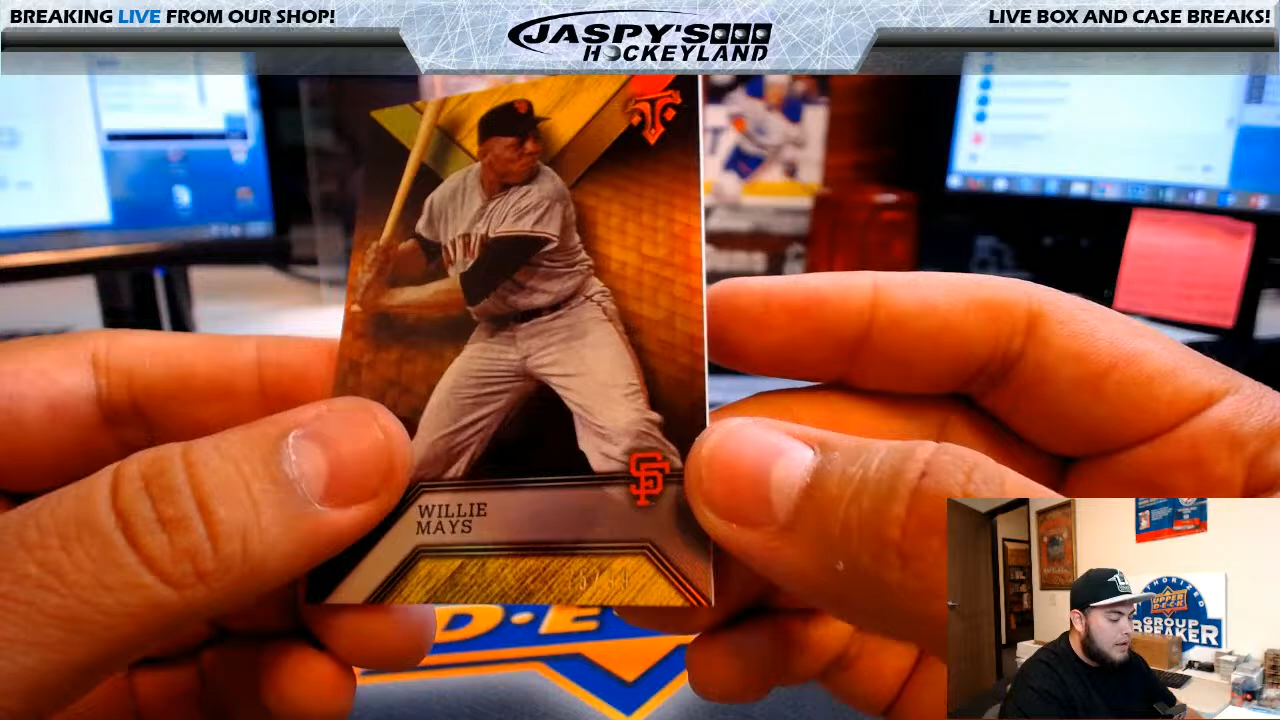 BREAKING LIVE FROM OUR SHOP!
JASPY'S
HOCKEYLAND
LIVE BOX AND CASE BREAKS!
WILLIE
MAYS
SF
D·E
AUTHORIZED
UPPER
DECK
GROUP
BREAKER